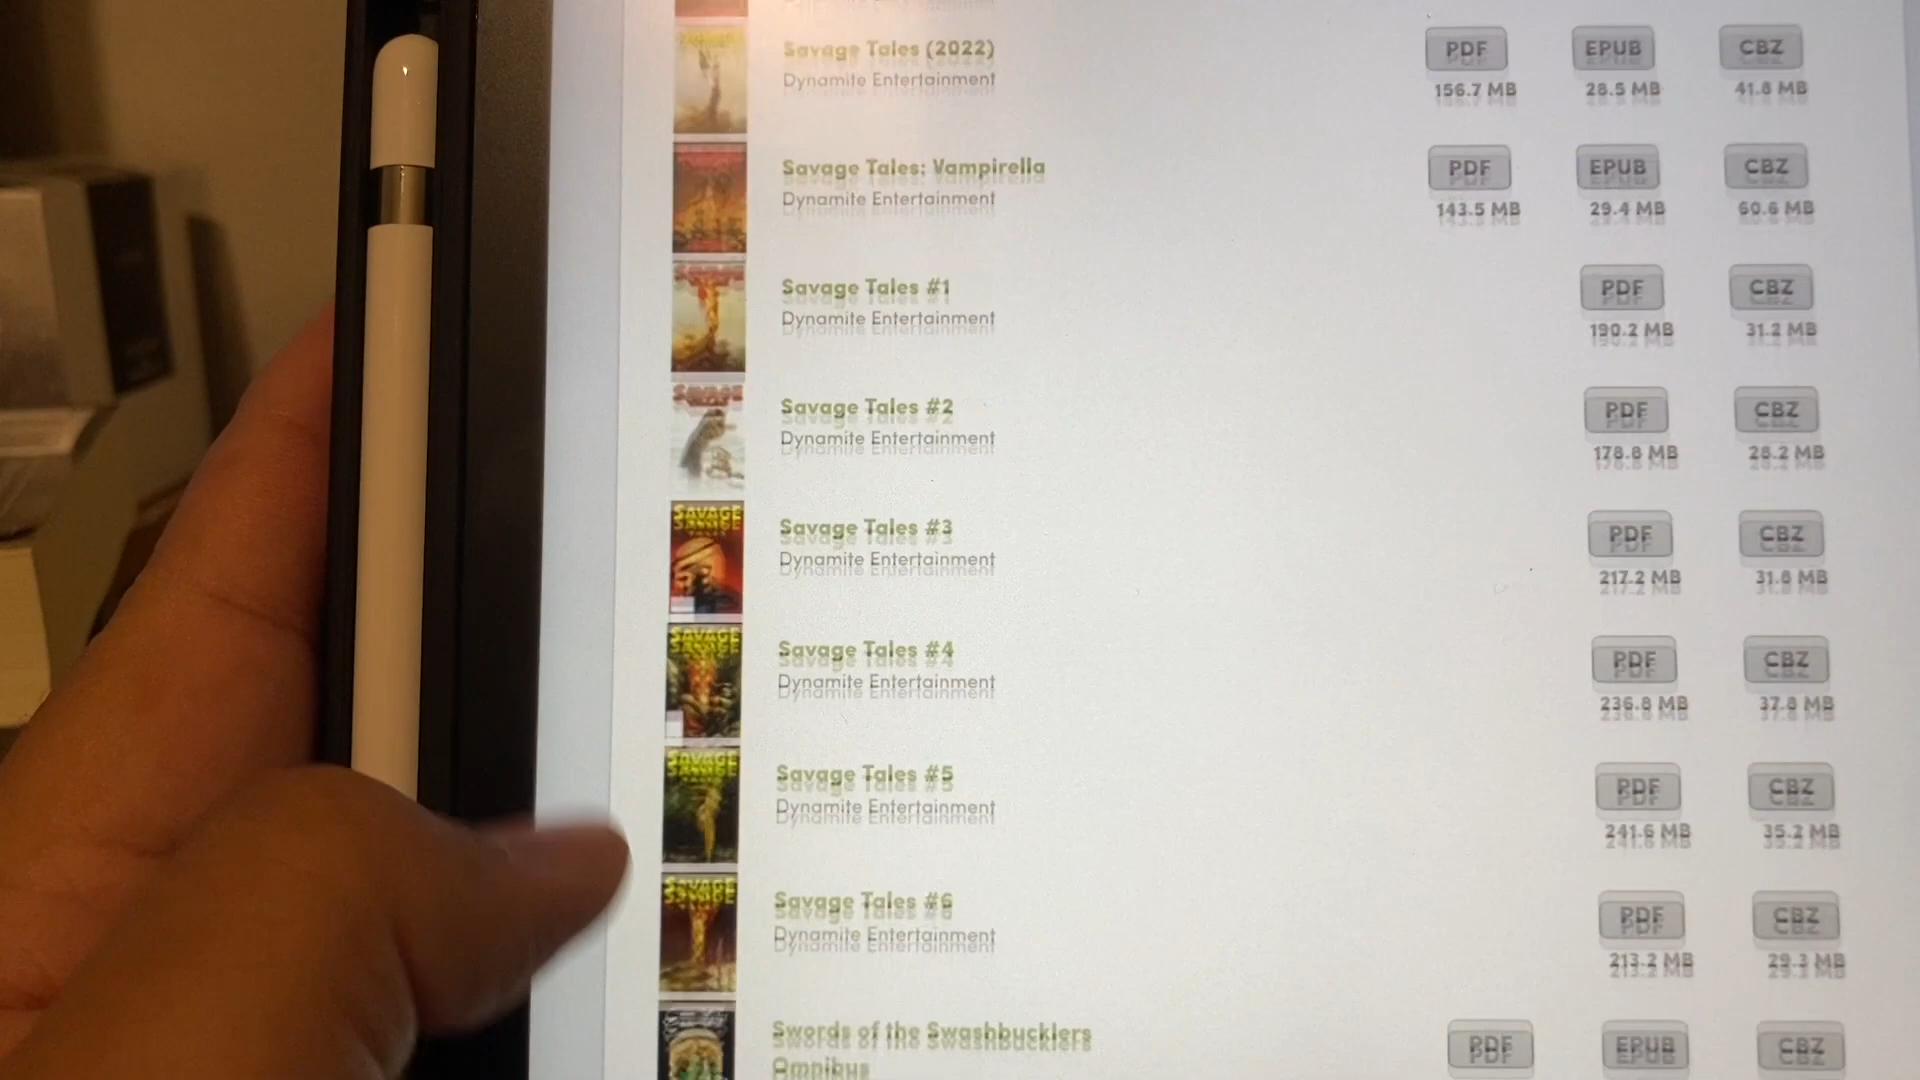 Savage Tales (2022)
Dynamite Entertainment
PDF EPUB CBZ
156.7 MB 28.5 MB 41.8 MB
Savage Tales: Vampirella
Dynamite Entertainment
PDF EPUB CBZ
143.5 MB 29.4 MB 60.6 MB
Savage Tales #1
Dynamite Entertainment
PDF CBZ
190.2 MB 31.2 MB
Savage Tales #2
Dynamite Entertainment
PDF CBZ
178.8 MB 28.2 MB
SAVAGE
Savage Tales #3
Dynamite Entertainment
PDF CBZ
217.2 MB 31.8 MB
SAVAGE
Savage Tales #4
Dynamite Entertainment
PDF CBZ
236.8 MB 37.8 MB
SAVAGE
Savage Tales #5
Dynamite Entertainment
PDF CBZ
241.6 MB 35.2 MB
SAVAGE
Savage Tales #6
Dynamite Entertainment
PDF CBZ
213.2 MB 29.3 MB
Swords of the Swashbucklers
Omnibus
PDF EPUB CBZ